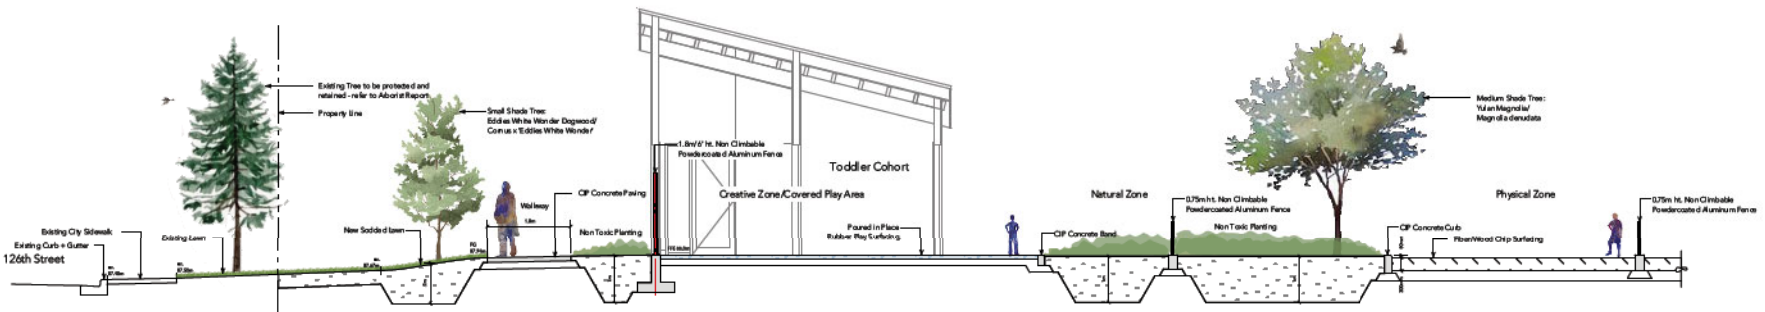 Existing Tree to be protected and
retained - refer to Arborist Report
Property Line
Small Shade Tree:
Eddies White Wonder Dogwood/
Cornus x 'Eddies White Wonder'
1.8m/6' ht. Non Climbable
Powdercoated Aluminum Fence
Toddler Cohort
Creative Zone/Covered Play Area
Medium Shade Tree:
Yulan Magnolia/
Magnolia denudata
Natural Zone
Physical Zone
CIP Concrete Paving
Walkway
1.8m
0.75m ht. Non Climbable
Powdercoated Aluminum Fence
0.75m ht. Non Climbable
Powdercoated Aluminum Fence
Existing City Sidewalk
Existing Lawn
New Sodded Lawn
Non Toxic Planting
Poured in Place
Rubber Play Surfacing
CIP Concrete Band
Non Toxic Planting
CIP Concrete Curb
Fiber/Wood Chip Surfacing
Existing Curb + Gutter
126th Street